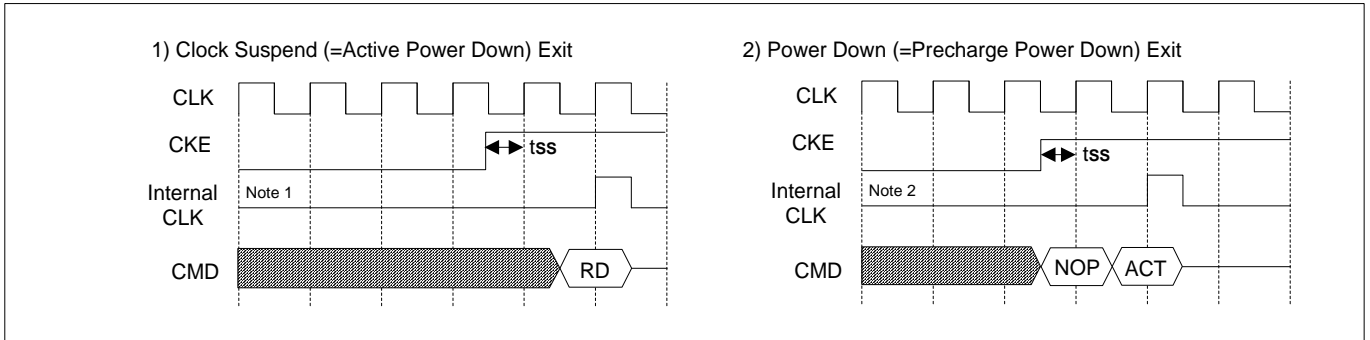 1) Clock Suspend (=Active Power Down) Exit
CLK
CKE
tss
Internal
CLK
Note 1
CMD
RD
2) Power Down (=Precharge Power Down) Exit
CLK
CKE
tss
Internal
CLK
Note 2
CMD
NOP
ACT